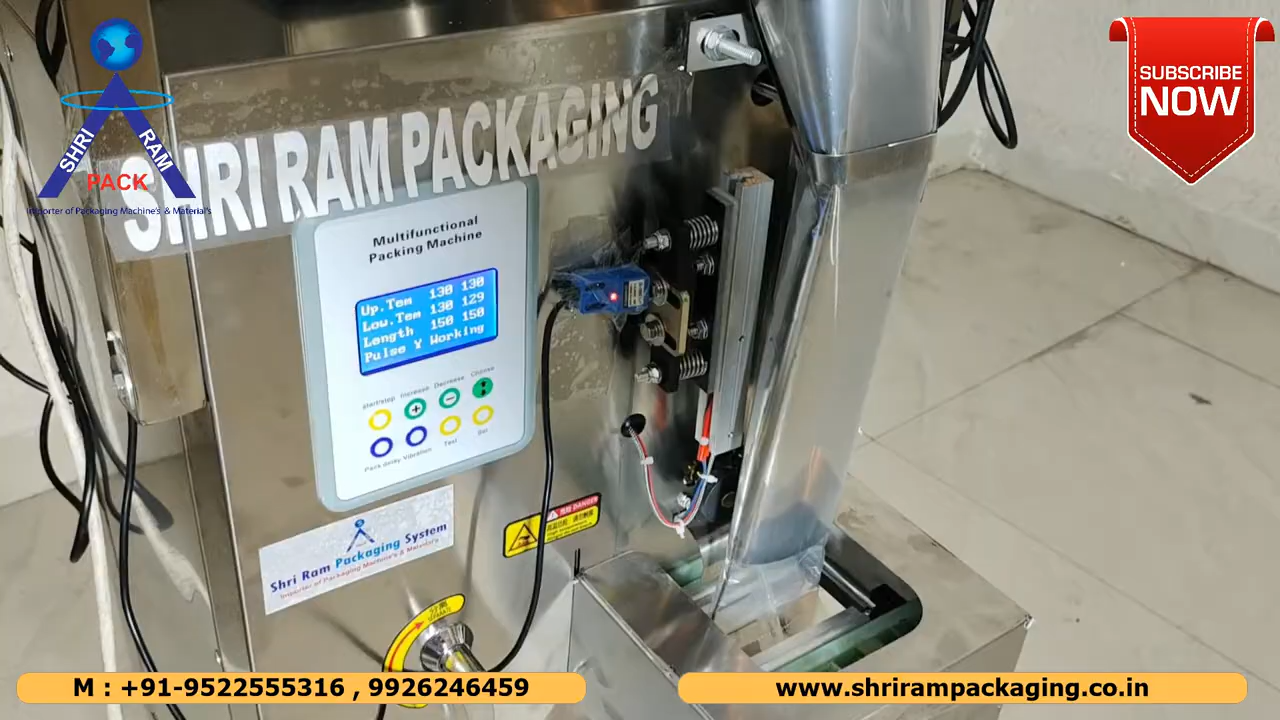 SHRI RAM
PACK
Importer of Packaging Machine's & Material's
SUBSCRIBE
NOW
SHRI RAM PACKAGING
Multifunctional
Packing Machine
Up.Tem 130 130
Low.Tem 130 129
Length 150 150
Pulse Y Working
start/stop Increase Decrease Choose
Pack delay Vibration Test Set
Shri Ram Packaging System
Importer of Packaging Machine's & Material's
DANGER
M : +91-9522555316 , 9926246459
www.shrirampackaging.co.in